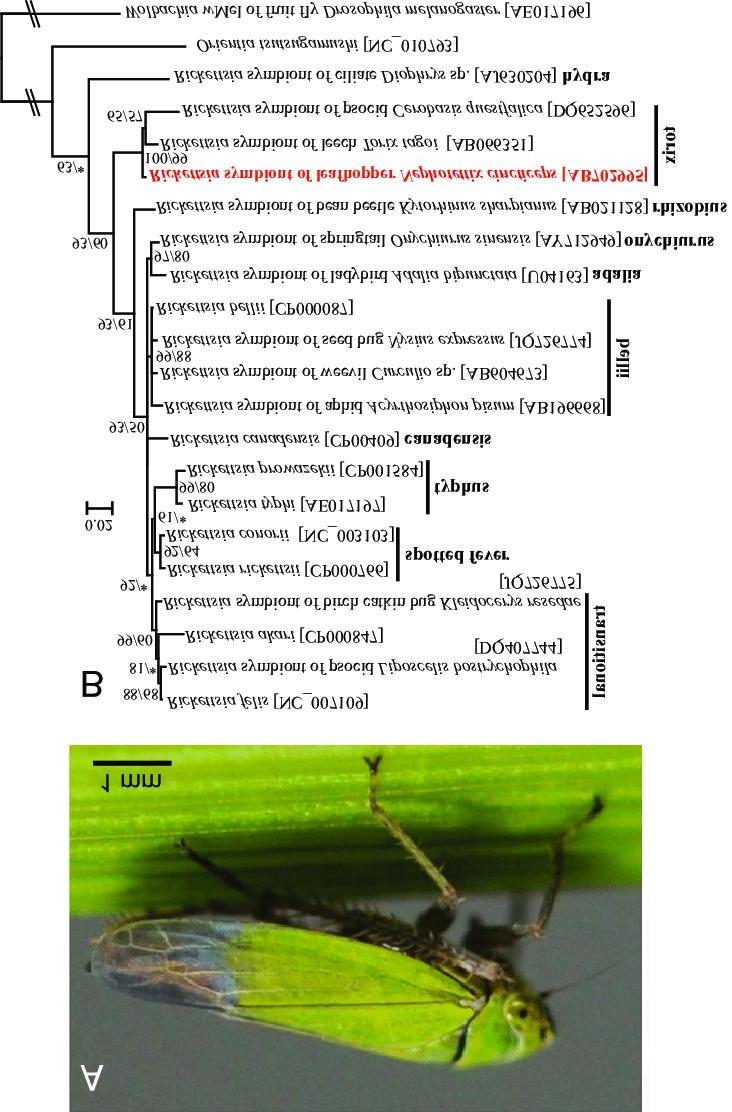 A
1 mm
B
88/68
Rickettsia felis [NC_007109]
81/*
Rickettsia symbiont of psocid Liposcelis bostrychophila
[DQ407744]
99/60
Rickettsia akari [CP000847]
Rickettsia symbiont of birch catkin bug Kleidocerys resedae
[JQ726775]
transitional
92/*
Rickettsia rickettsii [CP000766]
92/64
Rickettsia conorii [NC_003103]
spotted fever
61/*
Rickettsia typhi [AE017197]
99/80
Rickettsia prowazekii [CP001584]
typhus
0.02
Rickettsia canadensis [CP00409] canadensis
93/50
Rickettsia symbiont of aphid Acyrthosiphon pisum [AB196668]
Rickettsia symbiont of weevil Curculio sp. [AB604673]
99/88
Rickettsia symbiont of seed bug Nysius expressus [JQ726774]
Rickettsia bellii [CP000087]
bellii
93/61
Rickettsia symbiont of ladybird Adalia bipunctata [U04163] adalia
97/80
Rickettsia symbiont of springtail Onychiurus sinensis [AY712949] onychiurus
93/60
Rickettsia symbiont of bean beetle Kytorhinus sharpianus [AB021128] rhizobius
Rickettsia symbiont of leafhopper Nephotettix cincticeps [AB702995]
100/99
Rickettsia symbiont of leech Torix tagoi [AB066351]
65/57
Rickettsia symbiont of psocid Cerobasis guestfalica
torix
63/*
Rickettsia symbiont of ciliate Diophrys sp. [AJ630204] hydra
Orientia tsutsugamushi [NC_010793]
Wolbachia wMel of fruit fly Drosophila melanogaster [AE017196]